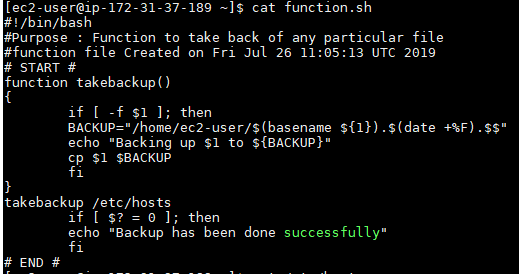 [ec2-user@ip-172-31-37-189 ~]$ cat function.sh
#!/bin/bash
#Purpose : Function to take back of any particular file
#function file Created on Fri Jul 26 11:05:13 UTC 2019
# START #
function takebackup()
{
if [ -f $1 ]; then
BACKUP="/home/ec2-user/$(basename ${1}).$(date +%F).$$"
echo "Backing up $1 to ${BACKUP}"
cp $1 $BACKUP
fi
}
takebackup /etc/hosts
if [ $? = 0 ]; then
echo "Backup has been done successfully"
fi
# END #